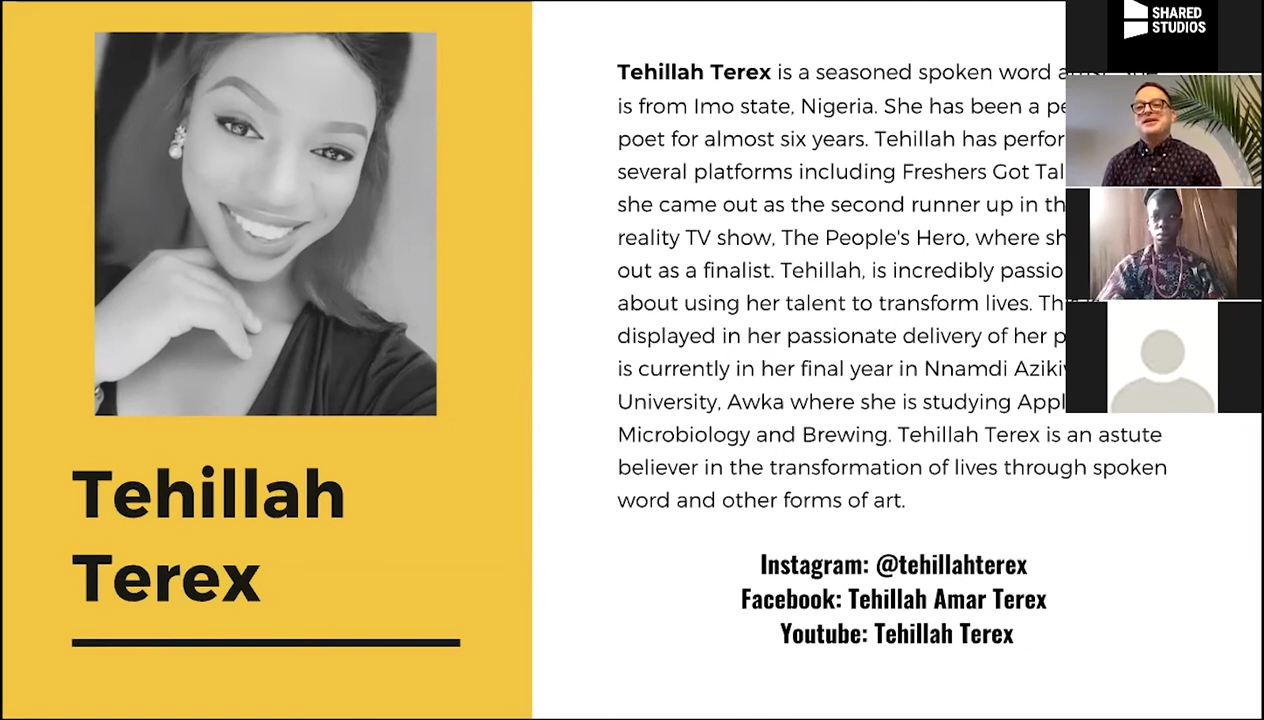 Tehillah
Terex
Tehillah Terex is a seasoned spoken word
is from Imo state, Nigeria. She has been a
poet for almost six years. Tehillah has
several platforms including Freshers Got
she came out as the second runner up in
reality TV show, The People's Hero, where
out as a finalist. Tehillah, is incredibly
about using her talent to transform lives.
displayed in her passionate delivery of her
is currently in her final year in Nnamdi
University, Awka where she is studying
Microbiology and Brewing. Tehillah Terex is an astute
believer in the transformation of lives through spoken
word and other forms of art.
Instagram: @tehillahterex
Facebook: Tehillah Amar Terex
Youtube: Tehillah Terex
SHARED
STUDIOS